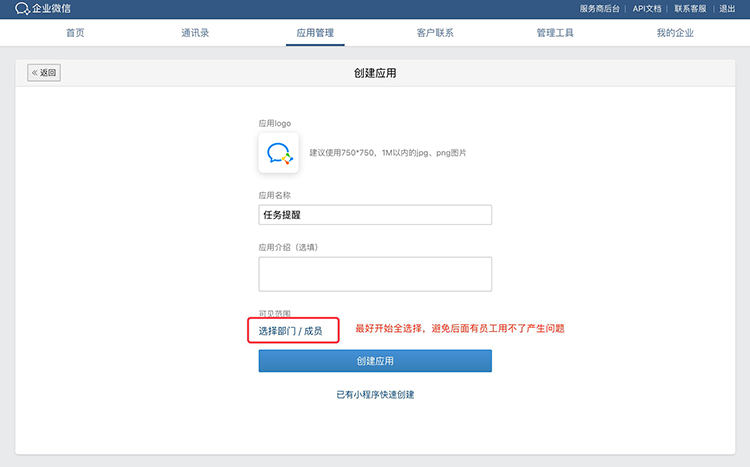 企业微信
服务商后台 | API文档 | 联系客服 | 退出
首页 通讯录 应用管理 客户联系 管理工具 我的企业
« 返回
创建应用
应用logo
建议使用750*750，1M以内的jpg、png图片
应用名称
任务提醒
应用介绍（选填）
可见范围
选择部门 / 成员
最好开始全选择，避免后面有员工用不了产生问题
创建应用
已有小程序快速创建